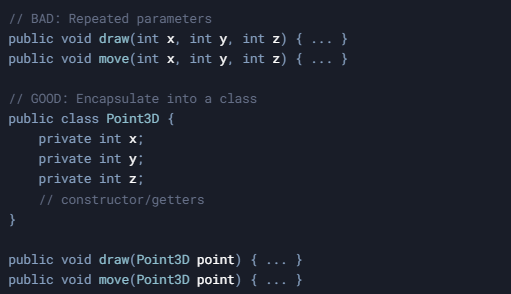 // BAD: Repeated parameters
public void draw(int x, int y, int z) { ... }
public void move(int x, int y, int z) { ... }

// GOOD: Encapsulate into a class
public class Point3D {
    private int x;
    private int y;
    private int z;
    // constructor/getters
}

public void draw(Point3D point) { ... }
public void move(Point3D point) { ... }